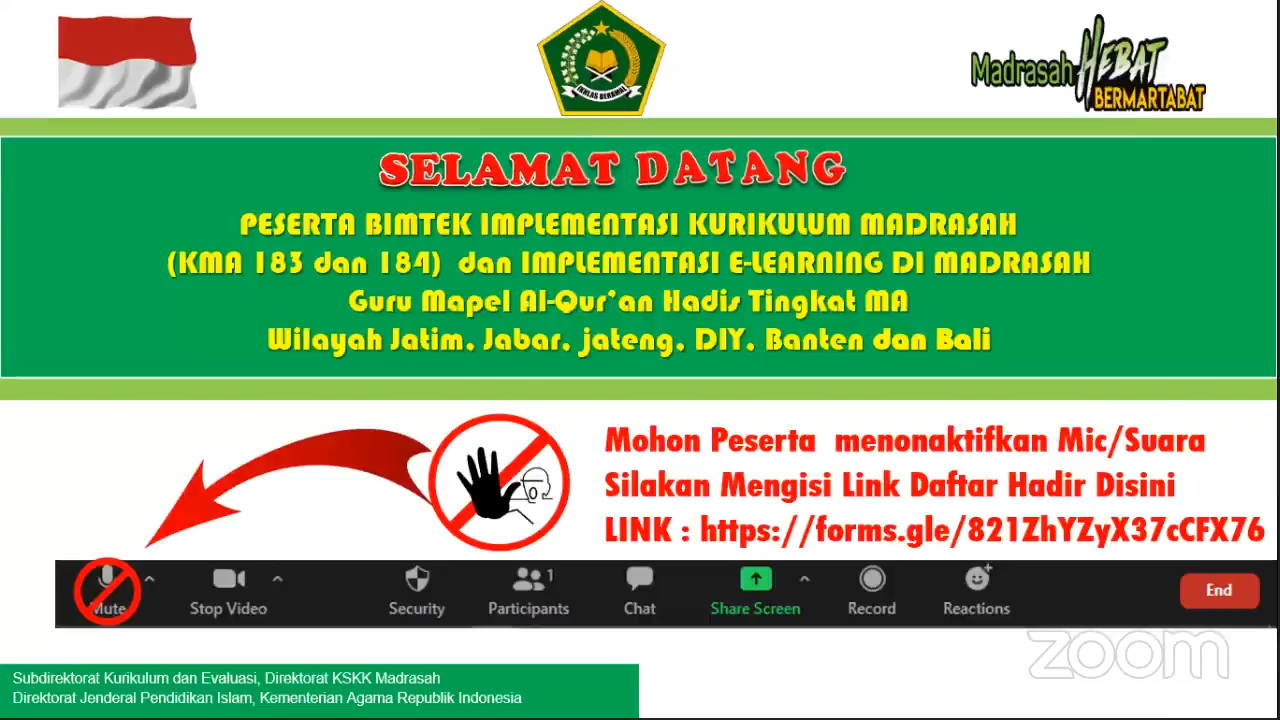 IKHLAS BERAMAL
Madrasah HEBAT
BERMARTABAT
SELAMAT DATANG
PESERTA BIMTEK IMPLEMENTASI KURIKULUM MADRASAH
(KMA 183 dan 184) dan IMPLEMENTASI E-LEARNING DI MADRASAH
Guru Mapel Al-Qur'an Hadis Tingkat MA
Wilayah Jatim, Jabar, jateng, DIY, Banten dan Bali
Mohon Peserta menonaktifkan Mic/Suara
Silakan Mengisi Link Daftar Hadir Disini
LINK : https://forms.gle/821ZhYZyX37cCFX76
Mute Stop Video Security Participants 1 Chat Share Screen Record Reactions End
zoom
Subdirektorat Kurikulum dan Evaluasi, Direktorat KSKK Madrasah
Direktorat Jenderal Pendidikan Islam, Kementerian Agama Republik Indonesia